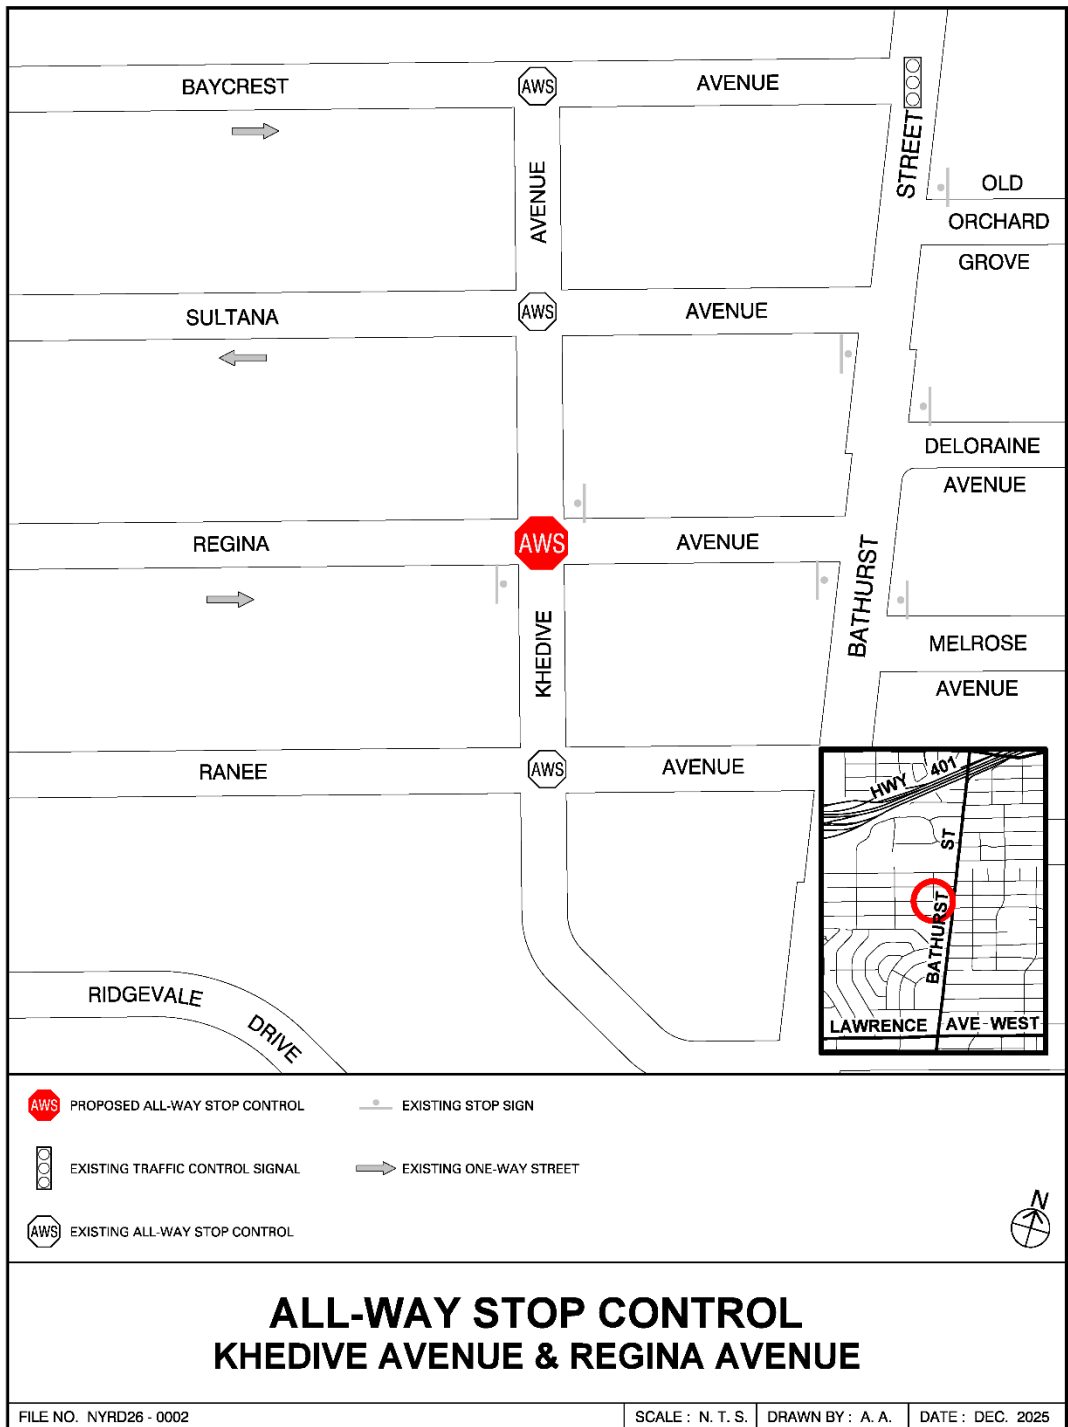 BAYCREST AWS AVENUE
STREET
AVENUE
OLD
ORCHARD
GROVE
SULTANA AWS AVENUE
DELORAINE
AVENUE
REGINA AWS AVENUE
BATHURST
KHEDIVE
MELROSE
AVENUE
RANEE AWS AVENUE
HWY 401
ST
BATHURST
LAWRENCE AVE WEST
RIDGEVALE
DRIVE
AWS PROPOSED ALL-WAY STOP CONTROL
EXISTING STOP SIGN
EXISTING TRAFFIC CONTROL SIGNAL
EXISTING ONE-WAY STREET
AWS EXISTING ALL-WAY STOP CONTROL
N
ALL-WAY STOP CONTROL
KHEDIVE AVENUE & REGINA AVENUE
FILE NO. NYRD26 - 0002
SCALE : N. T. S.
DRAWN BY : A. A.
DATE : DEC. 2025